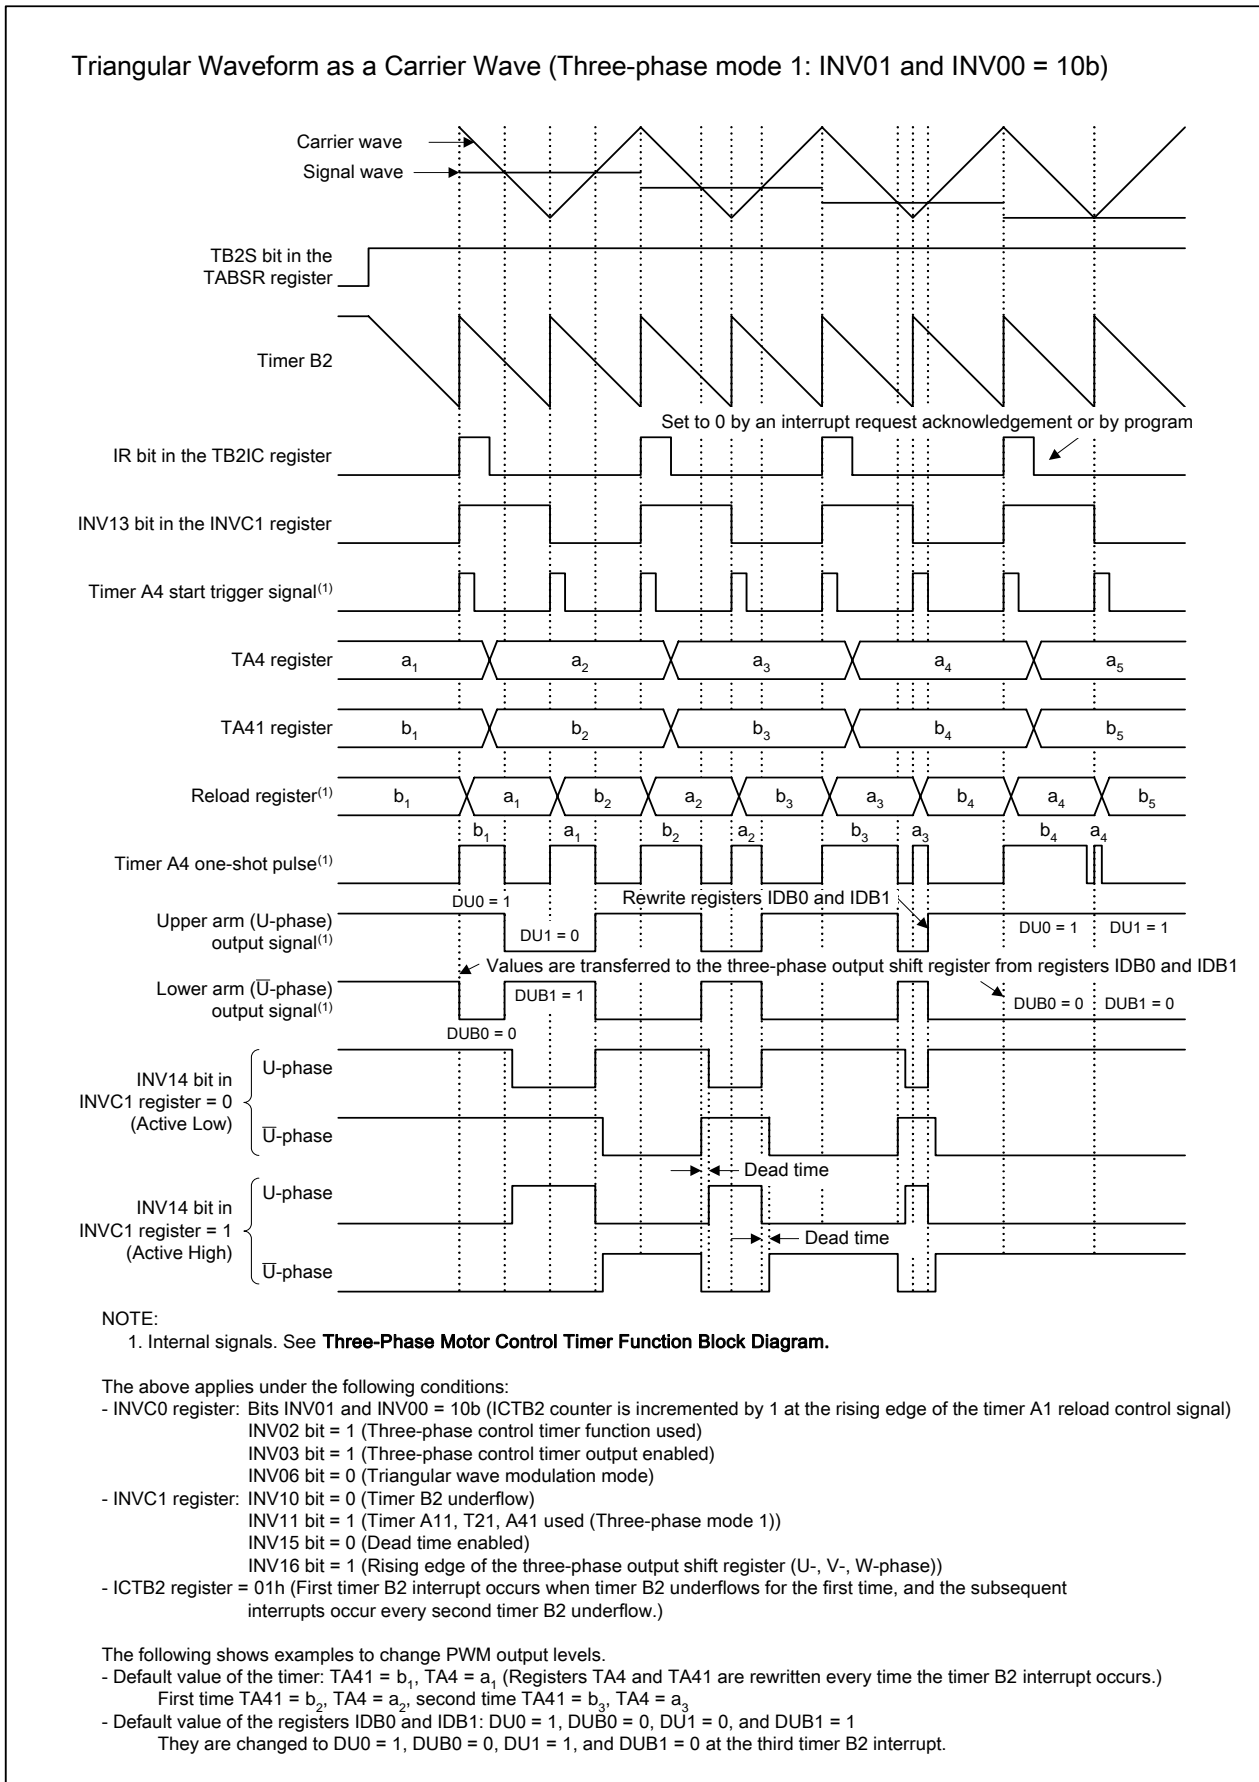 Triangular Waveform as a Carrier Wave (Three-phase mode 1: INV01 and INV00 = 10b)
Carrier wave
Signal wave
TB2S bit in the
TABSR register
Timer B2
Set to 0 by an interrupt request acknowledgement or by program
IR bit in the TB2IC register
INV13 bit in the INVC1 register
Timer A4 start trigger signal(1)
TA4 register
a1 a2 a3 a4 a5
TA41 register
b1 b2 b3 b4 b5
Reload register(1)
b1 a1 b2 a2 b3 a3 b4 a4 b5
b1 a1 b2 a2 b3 a3 b4 a4
Timer A4 one-shot pulse(1)
DU0 = 1
Rewrite registers IDB0 and IDB1
Upper arm (U-phase)
output signal(1)
DU1 = 0
DU0 = 1
DU1 = 1
Values are transferred to the three-phase output shift register from registers IDB0 and IDB1
Lower arm (U̅-phase)
output signal(1)
DUB1 = 1
DUB0 = 0
DUB1 = 0
DUB0 = 0
INV14 bit in
INVC1 register = 0
(Active Low)
U-phase
U̅-phase
Dead time
INV14 bit in
INVC1 register = 1
(Active High)
U-phase
Dead time
U̅-phase
NOTE:
1. Internal signals. See Three-Phase Motor Control Timer Function Block Diagram.
The above applies under the following conditions:
- INVC0 register: Bits INV01 and INV00 = 10b (ICTB2 counter is incremented by 1 at the rising edge of the timer A1 reload control signal)
INV02 bit = 1 (Three-phase control timer function used)
INV03 bit = 1 (Three-phase control timer output enabled)
INV06 bit = 0 (Triangular wave modulation mode)
- INVC1 register: INV10 bit = 0 (Timer B2 underflow)
INV11 bit = 1 (Timer A11, T21, A41 used (Three-phase mode 1))
INV15 bit = 0 (Dead time enabled)
INV16 bit = 1 (Rising edge of the three-phase output shift register (U-, V-, W-phase))
- ICTB2 register = 01h (First timer B2 interrupt occurs when timer B2 underflows for the first time, and the subsequent
interrupts occur every second timer B2 underflow.)
The following shows examples to change PWM output levels.
- Default value of the timer: TA41 = b1, TA4 = a1 (Registers TA4 and TA41 are rewritten every time the timer B2 interrupt occurs.)
First time TA41 = b2, TA4 = a2, second time TA41 = b3, TA4 = a3
- Default value of the registers IDB0 and IDB1: DU0 = 1, DUB0 = 0, DU1 = 0, and DUB1 = 1
They are changed to DU0 = 1, DUB0 = 0, DU1 = 1, and DUB1 = 0 at the third timer B2 interrupt.